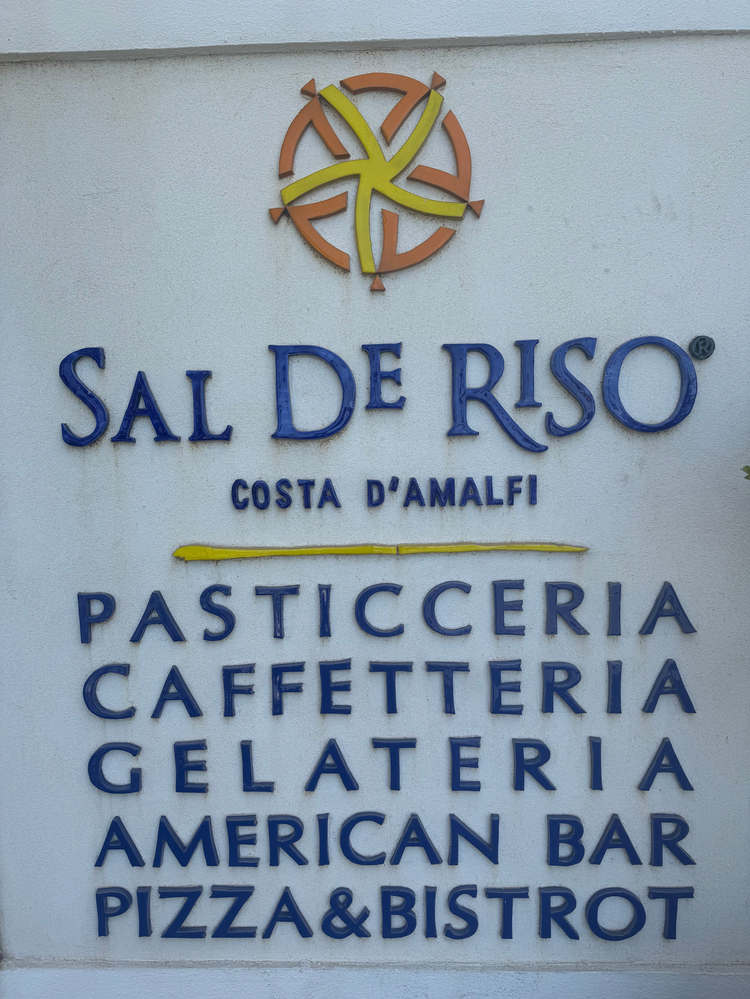 SAL DE RISO®
COSTA D'AMALFI
PASTICCERIA
CAFFETTERIA
GELATERIA
AMERICAN BAR
PIZZA&BISTROT